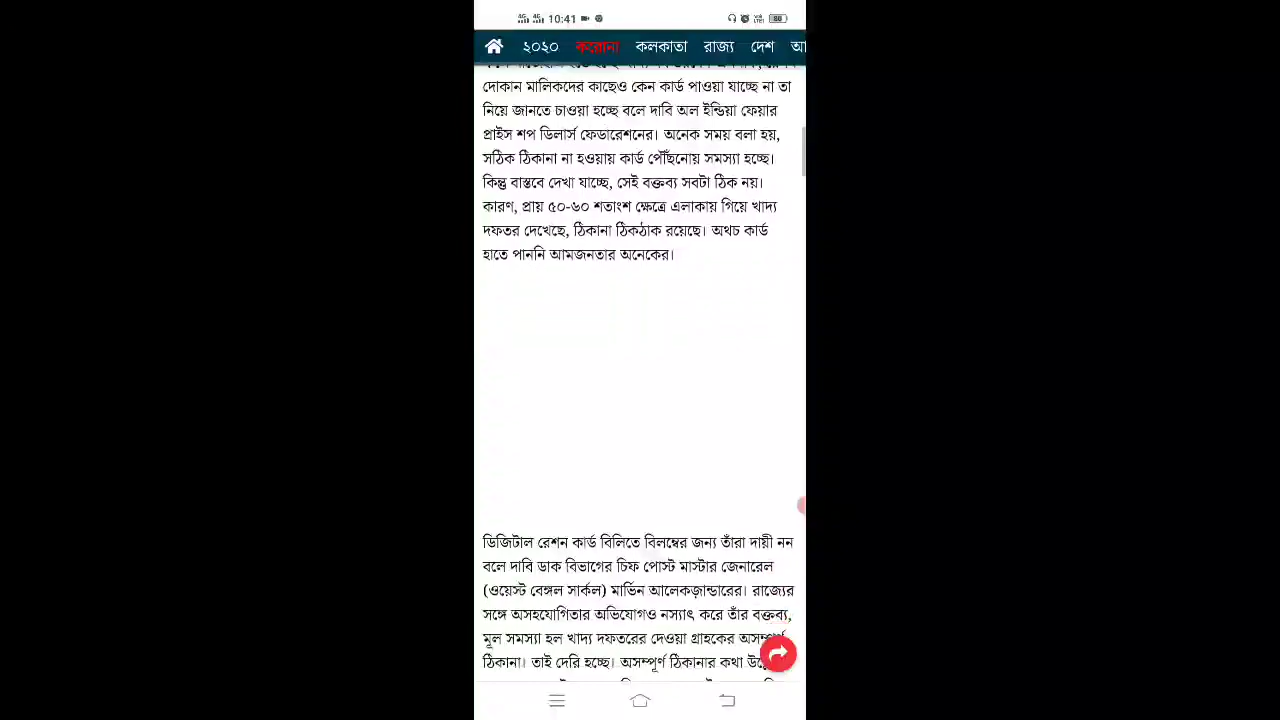 10:41
২০২০ করোনা কলকাতা রাজ্য দেশ
দোকান মালিকদের কাছেও কেন কার্ড পাওয়া যাচ্ছে না তা
নিয়ে জানতে চাওয়া হচ্ছে বলে দাবি অল ইন্ডিয়া ফেয়ার
প্রাইস শপ ডিলার্স ফেডারেশনের। অনেক সময় বলা হয়,
সঠিক ঠিকানা না হওয়ায় কার্ড পৌঁছনোয় সমস্যা হচ্ছে।
কিন্তু বাস্তবে দেখা যাচ্ছে, সেই বক্তব্য সবটা ঠিক নয়।
কারণ, প্রায় ৫০-৬০ শতাংশ ক্ষেত্রে এলাকায় গিয়ে খাদ্য
দফতর দেখেছে, ঠিকানা ঠিকঠাক রয়েছে। অথচ কার্ড
হাতে পাননি আমজনতার অনেকের।
ডিজিটাল রেশন কার্ড বিলিতে বিলম্বের জন্য তাঁরা দায়ী নন
বলে দাবি ডাক বিভাগের চিফ পোস্ট মাস্টার জেনারেল
(ওয়েস্ট বেঙ্গল সার্কল) মার্ভিন আলেকজ়ান্ডারের। রাজ্যের
সঙ্গে অসহযোগিতার অভিযোগও নস্যাৎ করে তাঁর বক্তব্য,
মূল সমস্যা হল খাদ্য দফতরের দেওয়া গ্রাহকের অসম্পূর্ণ
ঠিকানা। তাই দেরি হচ্ছে। অসম্পূর্ণ ঠিকানার কথা